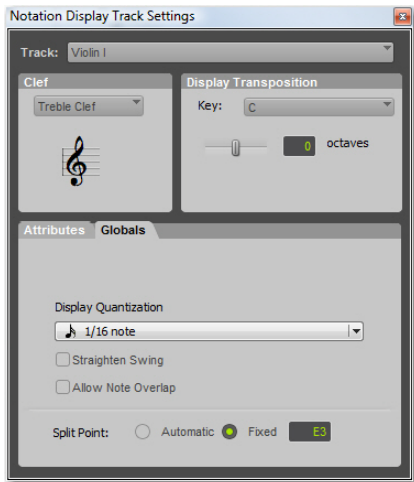 Notation Display Track Settings
Track: Violin I
Clef
Treble Clef
Display Transposition
Key: C
0 octaves
Attributes Globals
Display Quantization
1/16 note
Straighten Swing
Allow Note Overlap
Split Point: Automatic Fixed E3